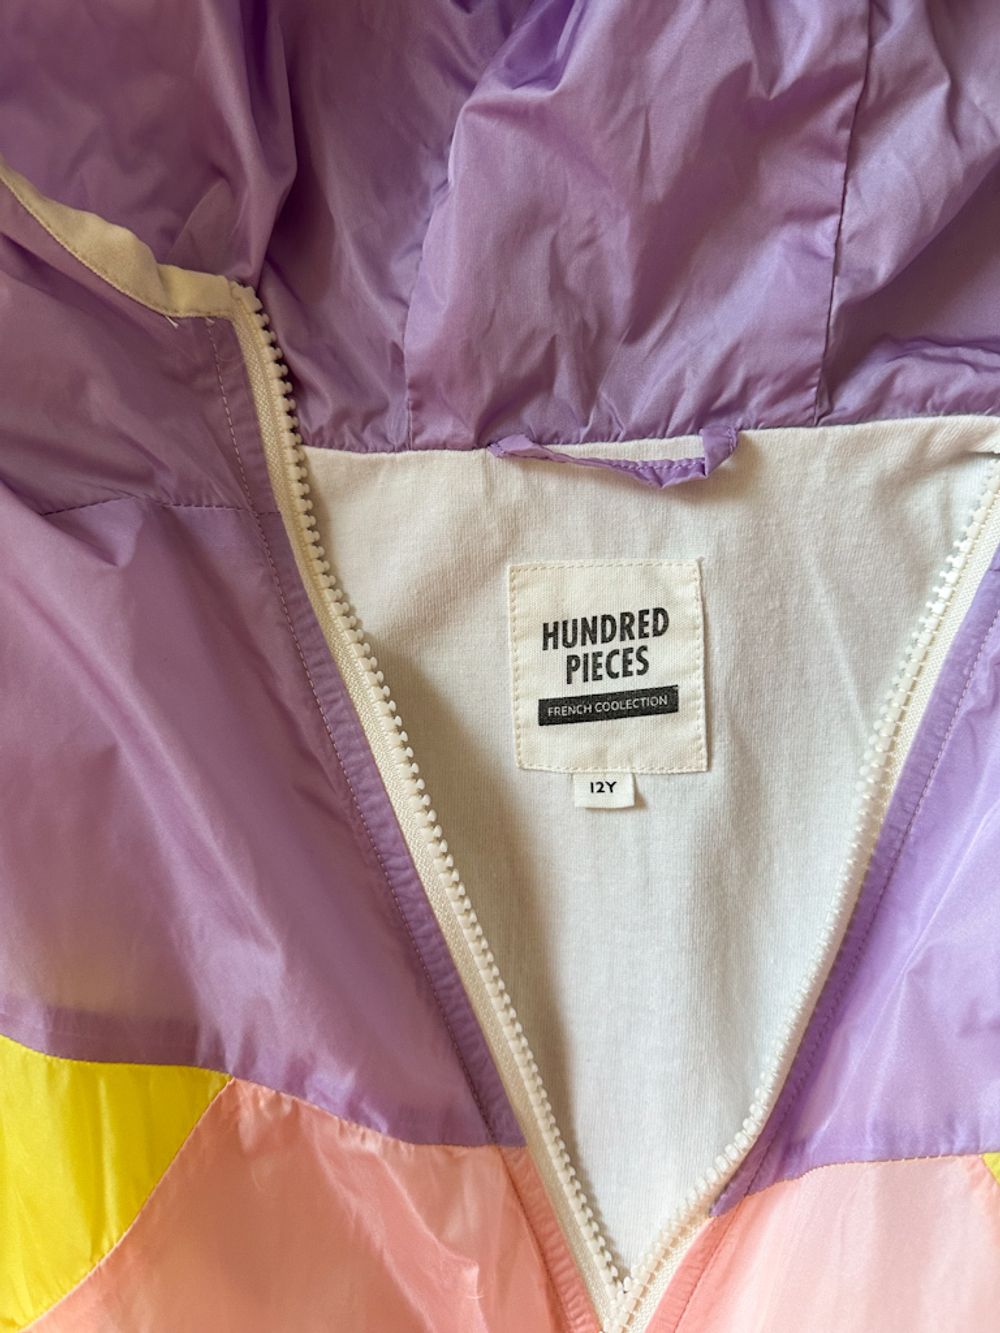 HUNDRED
PIECES
FRENCH COOLECTION
12Y